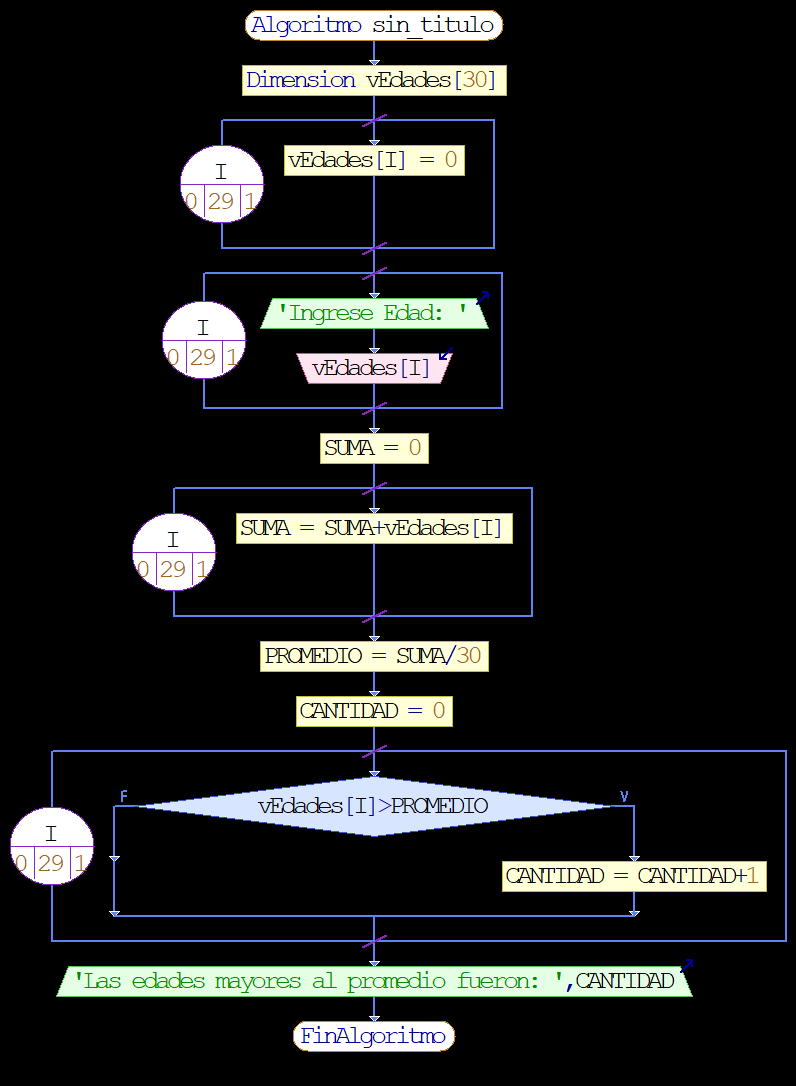 Algoritmo sin_titulo
Dimension vEdades[30]
vEdades[I] = 0
I
0 29 1
'Ingrese Edad: '
I
0 29 1
vEdades[I]
SUMA = 0
SUMA = SUMA+vEdades[I]
I
0 29 1
PROMEDIO = SUMA/30
CANTIDAD = 0
F
V
vEdades[I]>PROMEDIO
I
0 29 1
CANTIDAD = CANTIDAD+1
'Las edades mayores al promedio fueron: ',CANTIDAD
FinAlgoritmo